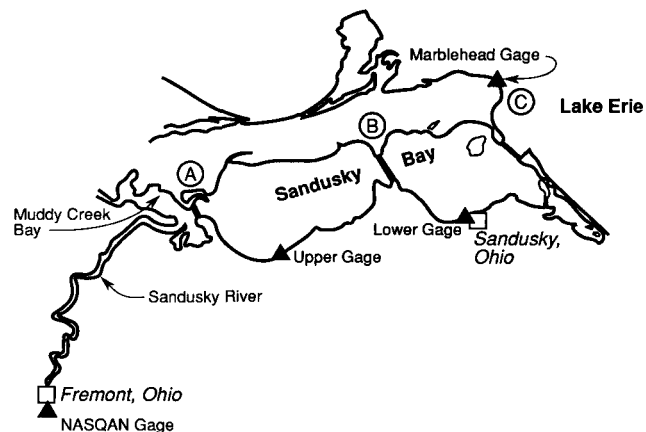 Marblehead Gage
C
Lake Erie
B
Bay
Sandusky
A
Muddy Creek
Bay
Lower Gage
Sandusky,
Ohio
Upper Gage
Sandusky River
Fremont, Ohio
NASQAN Gage